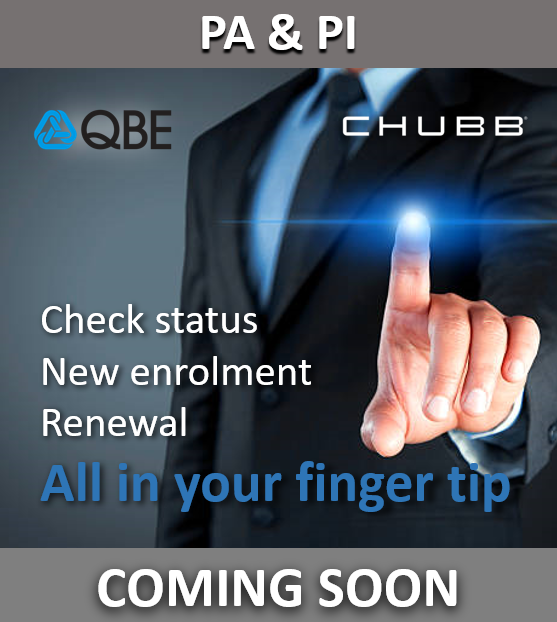 PA & PI
QBE
CHUBB
Check status
New enrolment
Renewal
All in your finger tip
COMING SOON